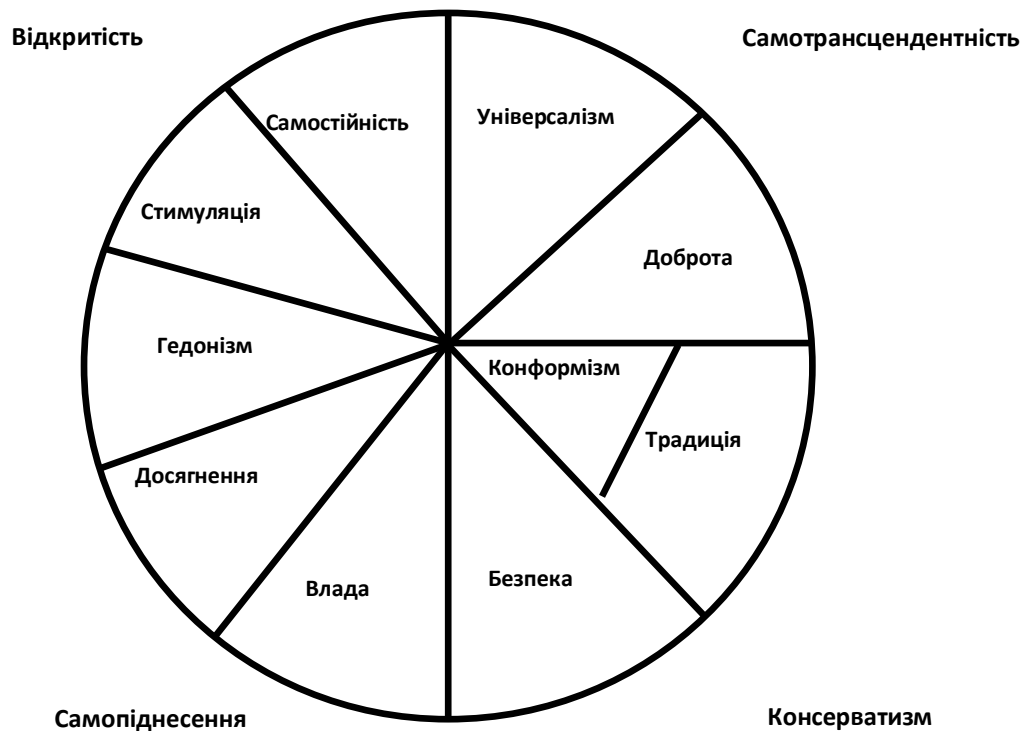 Відкритість
Самотрансцендентність
Самостійність
Універсалізм
Стимуляція
Доброта
Гедонізм
Конформізм
Традиція
Досягнення
Влада
Безпека
Самопіднесення
Консерватизм